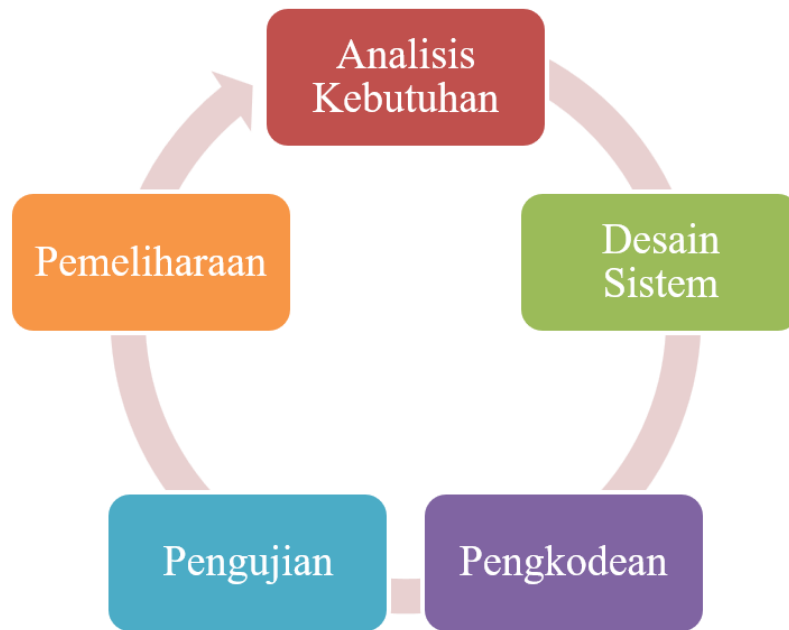 Analisis
Kebutuhan
Desain
Sistem
Pengkodean
Pengujian
Pemeliharaan